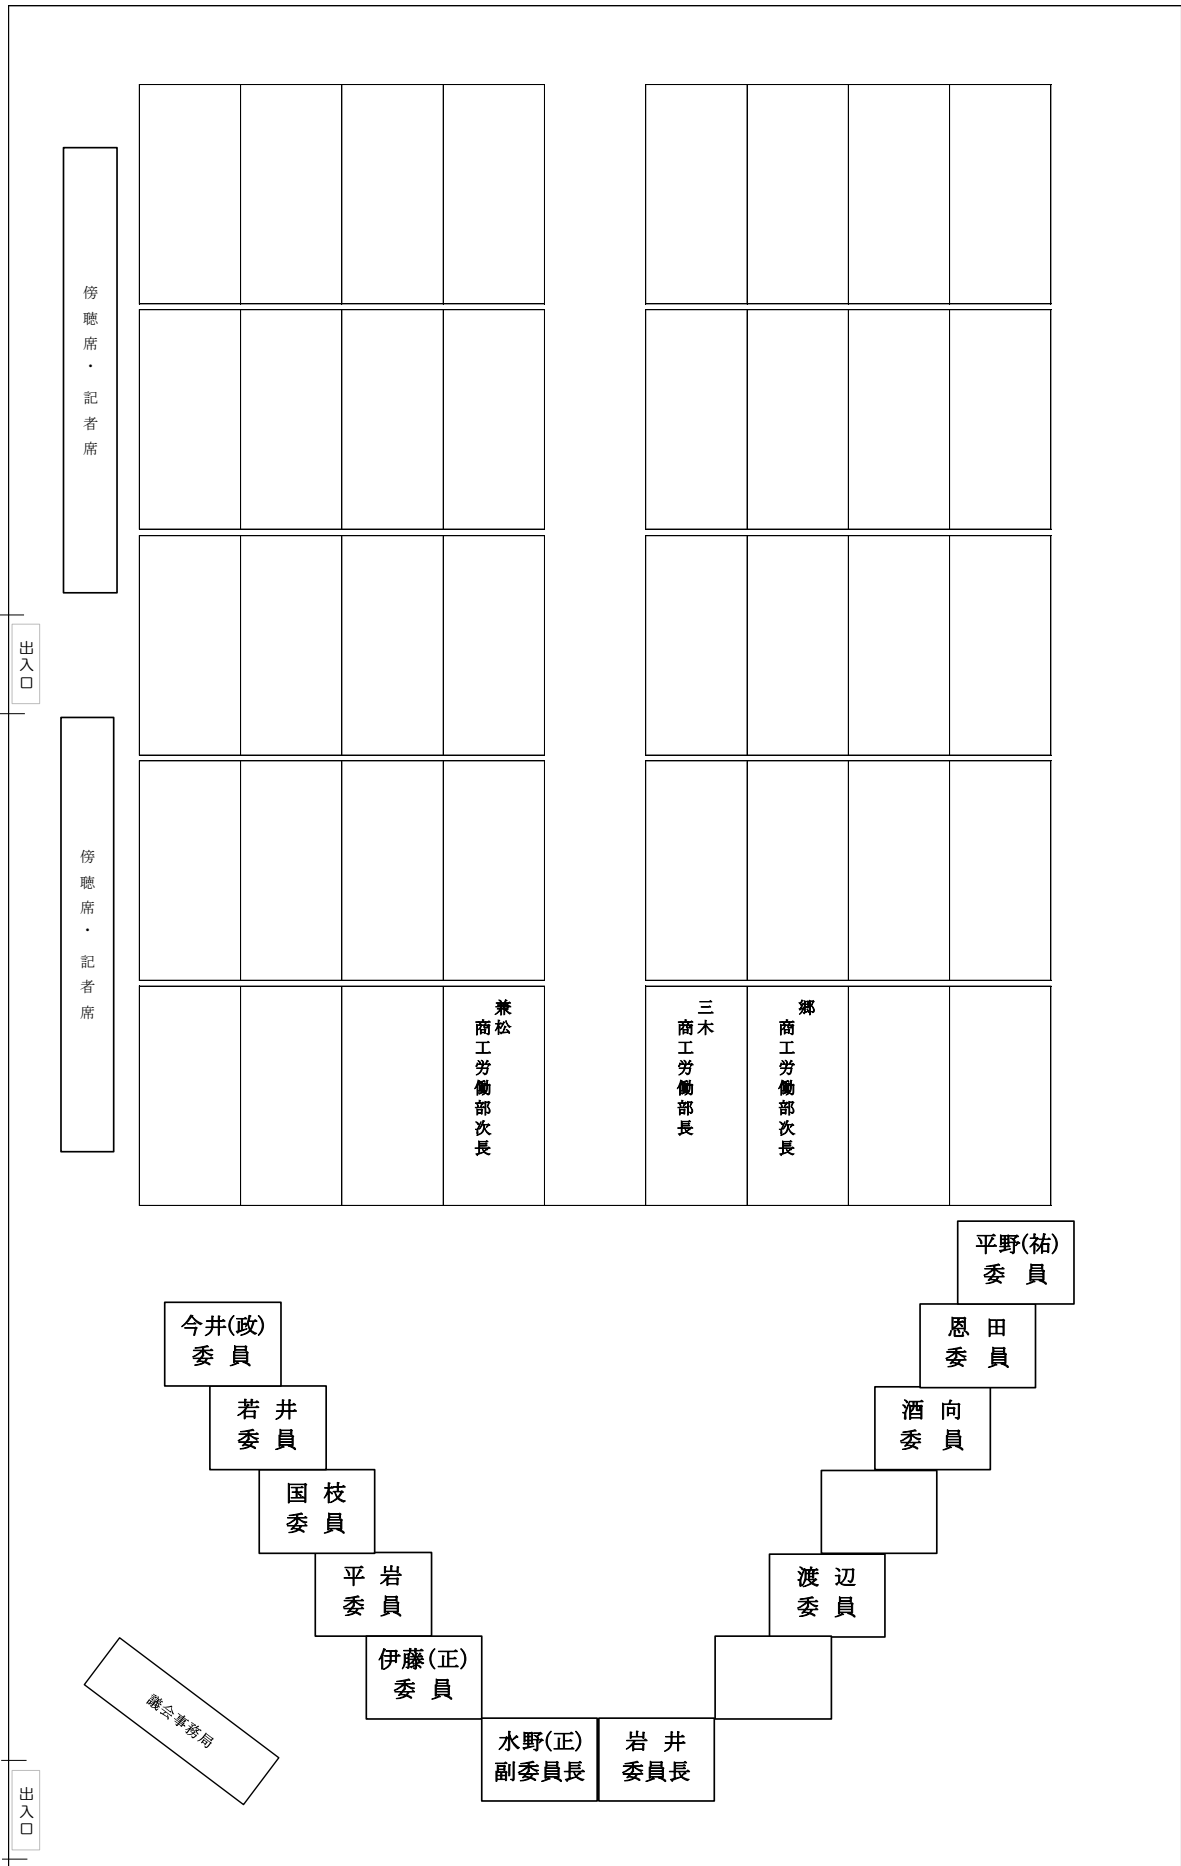 傍聴席・記者席
出入口
傍聴席・記者席
兼松
商工労働部次長
三木
商工労働部長
郷
商工労働部次長
平野(祐)
委 員
今井(政)
委 員
恩 田
委 員
若 井
委 員
酒 向
委 員
国 枝
委 員
平 岩
委 員
渡 辺
委 員
伊藤(正)
委 員
議会事務局
水野(正)
副委員長
岩 井
委員長
出入口